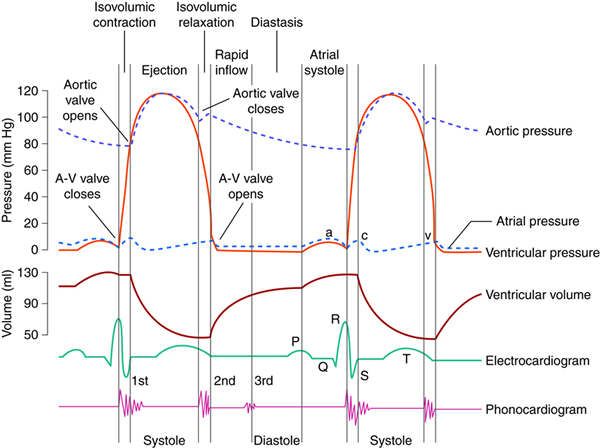 Isovolumic
contraction
Isovolumic
relaxation
Rapid
inflow
Diastasis
Atrial
systole
Ejection
Aortic
valve
opens
Aortic valve
closes
A-V valve
closes
A-V valve
opens
Pressure (mm Hg)
120
100
80
60
40
20
0
Volume (ml)
130
90
50
a
c
v
Aortic pressure
Atrial pressure
Ventricular pressure
Ventricular volume
R
P
Q
S
T
Electrocardiogram
1st
2nd
3rd
Phonocardiogram
Systole
Diastole
Systole